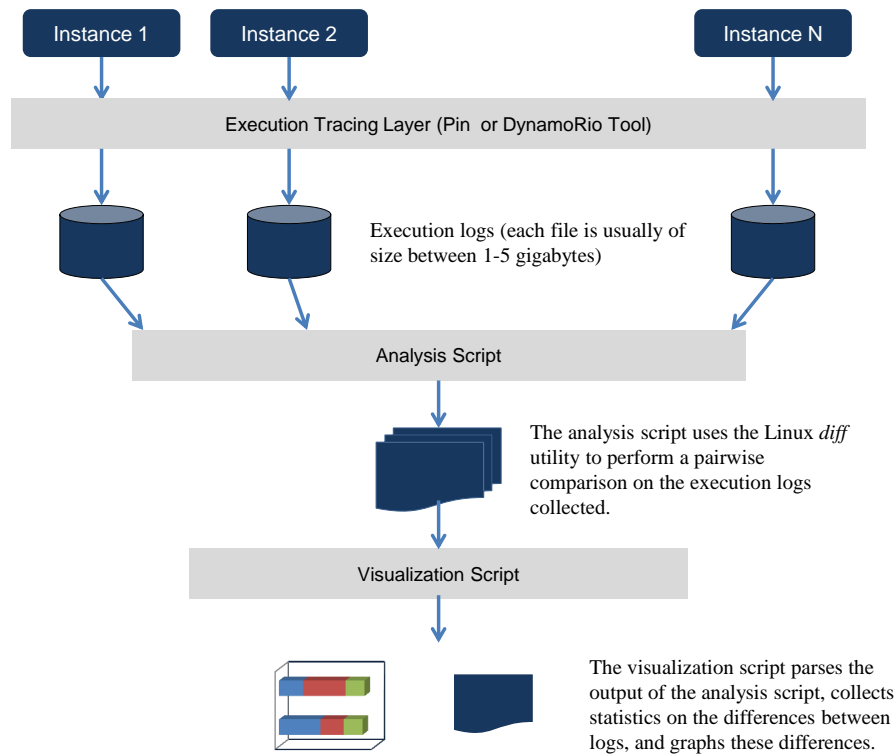 Instance 1
Instance 2
Instance N
Execution Tracing Layer (Pin or DynamoRio Tool)
Execution logs (each file is usually of
size between 1-5 gigabytes)
Analysis Script
The analysis script uses the Linux diff
utility to perform a pairwise
comparison on the execution logs
collected.
Visualization Script
The visualization script parses the
output of the analysis script, collects
statistics on the differences between
logs, and graphs these differences.